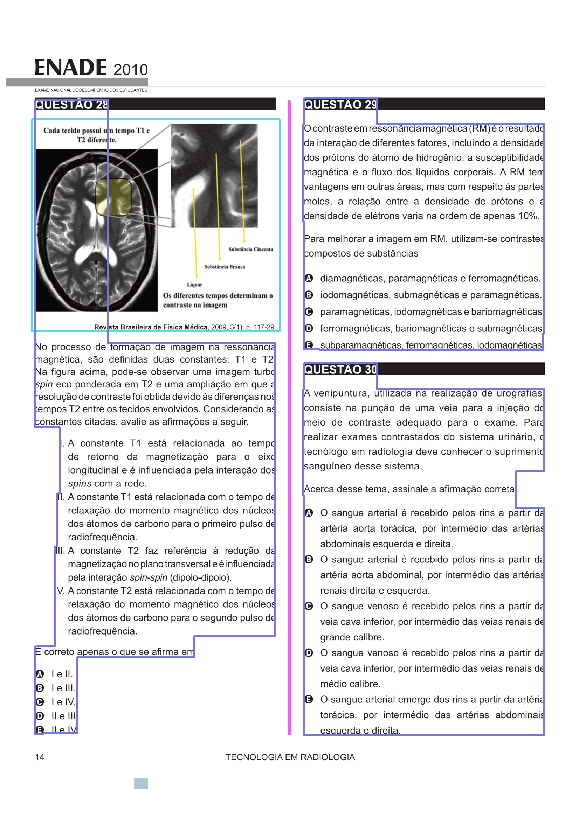 ENADE 2010
EXAME NACIONAL DE DESEMPENHO DOS ESTUDANTES
QUESTÃO 28
Cada tecido possui um tempo T1 e
T2 diferente.
Substância Cinzenta
Substância Branca
Liquor
Os diferentes tempos determinam o
contraste na imagem
Revista Brasileira de Física Médica, 2009, 3(1), p. 117-29.
No processo de formação de imagem na ressonância
magnética, são definidas duas constantes: T1 e T2.
Na figura acima, pode-se observar uma imagem turbo
spin eco ponderada em T2 e uma ampliação em que a
resolução de contraste foi obtida devido às diferenças nos
tempos T2 entre os tecidos envolvidos. Considerando as
constantes citadas, avalie as afirmações a seguir.
I. A constante T1 está relacionada ao tempo
de retorno da magnetização para o eixo
longitudinal e é influenciada pela interação dos
spins com a rede.
II. A constante T1 está relacionada com o tempo de
relaxação do momento magnético dos núcleos
dos átomos de carbono para o primeiro pulso de
radiofrequência.
III. A constante T2 faz referência à redução da
magnetização no plano transversal e é influenciada
pela interação spin-spin (dipolo-dipolo).
V. A constante T2 está relacionada com o tempo de
relaxação do momento magnético dos núcleos
dos átomos de carbono para o segundo pulso de
radiofrequência.
É correto apenas o que se afirma em
A I e II.
B I e III.
C I e IV.
D II e III
E II e IV
QUESTÃO 29
O contraste em ressonância magnética (RM) é o resultado
da interação de diferentes fatores, incluindo a densidade
dos prótons do átomo de hidrogênio, a susceptibilidade
magnética e o fluxo dos líquidos corporais. A RM tem
vantagens em outras áreas, mas com respeito às partes
moles, a relação entre a densidade de prótons e a
densidade de elétrons varia na ordem de apenas 10%.
Para melhorar a imagem em RM, utilizam-se contrastes
compostos de substâncias
A diamagnéticas, paramagnéticas e ferromagnéticas.
B iodomagnéticas, submagnéticas e paramagnéticas.
C paramagnéticas, iodomagnéticas e bariomagnéticas
D ferromagnéticas, bariomagnéticas e submagnéticas
E subparamagnéticas, ferromagnéticas, iodomagnéticas
QUESTÃO 30
A venipuntura, utilizada na realização de urografias,
consiste na punção de uma veia para a injeção do
meio de contraste adequado para o exame. Para
realizar exames contrastados do sistema urinário, o
tecnólogo em radiologia deve conhecer o suprimento
sanguíneo desse sistema.
Acerca desse tema, assinale a afirmação correta
A O sangue arterial é recebido pelos rins a partir da
artéria aorta torácica, por intermédio das artérias
abdominais esquerda e direita.
B O sangue arterial é recebido pelos rins a partir da
artéria aorta abdominal, por intermédio das artérias
renais direita e esquerda.
C O sangue venoso é recebido pelos rins a partir da
veia cava inferior, por intermédio das veias renais de
grande calibre.
D O sangue venoso é recebido pelos rins a partir da
veia cava inferior, por intermédio das veias renais de
médio calibre.
E O sangue arterial emerge dos rins a partir da artéria
torácica, por intermédio das artérias abdominais
esquerda e direita.
14
TECNOLOGIA EM RADIOLOGIA